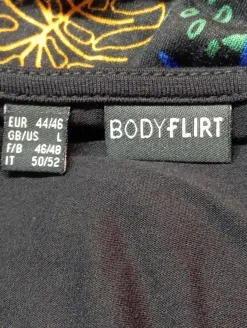 EUR 44/46
GB/US L
F/B 46/48
IT 50/52
BODYFLIRT